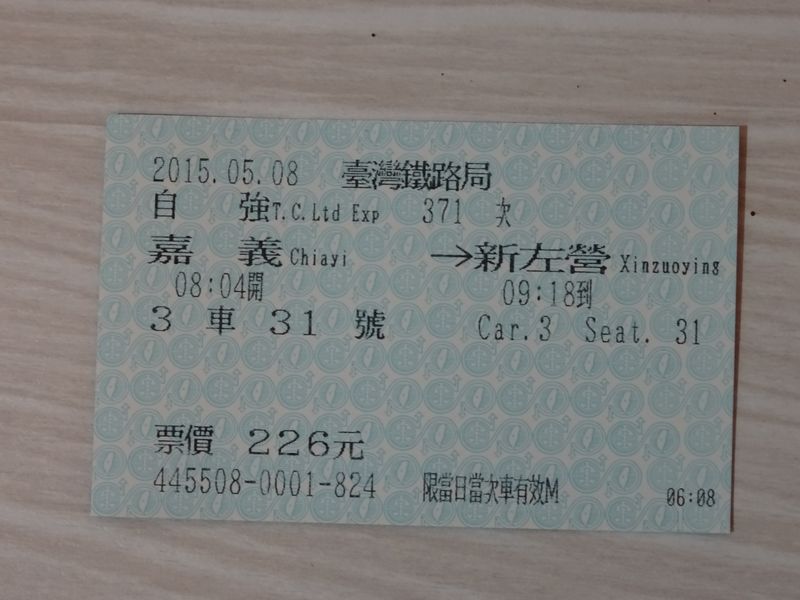 2015.05.08 臺灣鐵路局
自 強T.C.Ltd Exp 371 次
嘉 義Chiayi →新左營 Xinzuoying
08:04開 09:18到
3 車 31 號 Car.3 Seat. 31
票價 226元
445508-0001-824 限當日當次車有效M 06:08